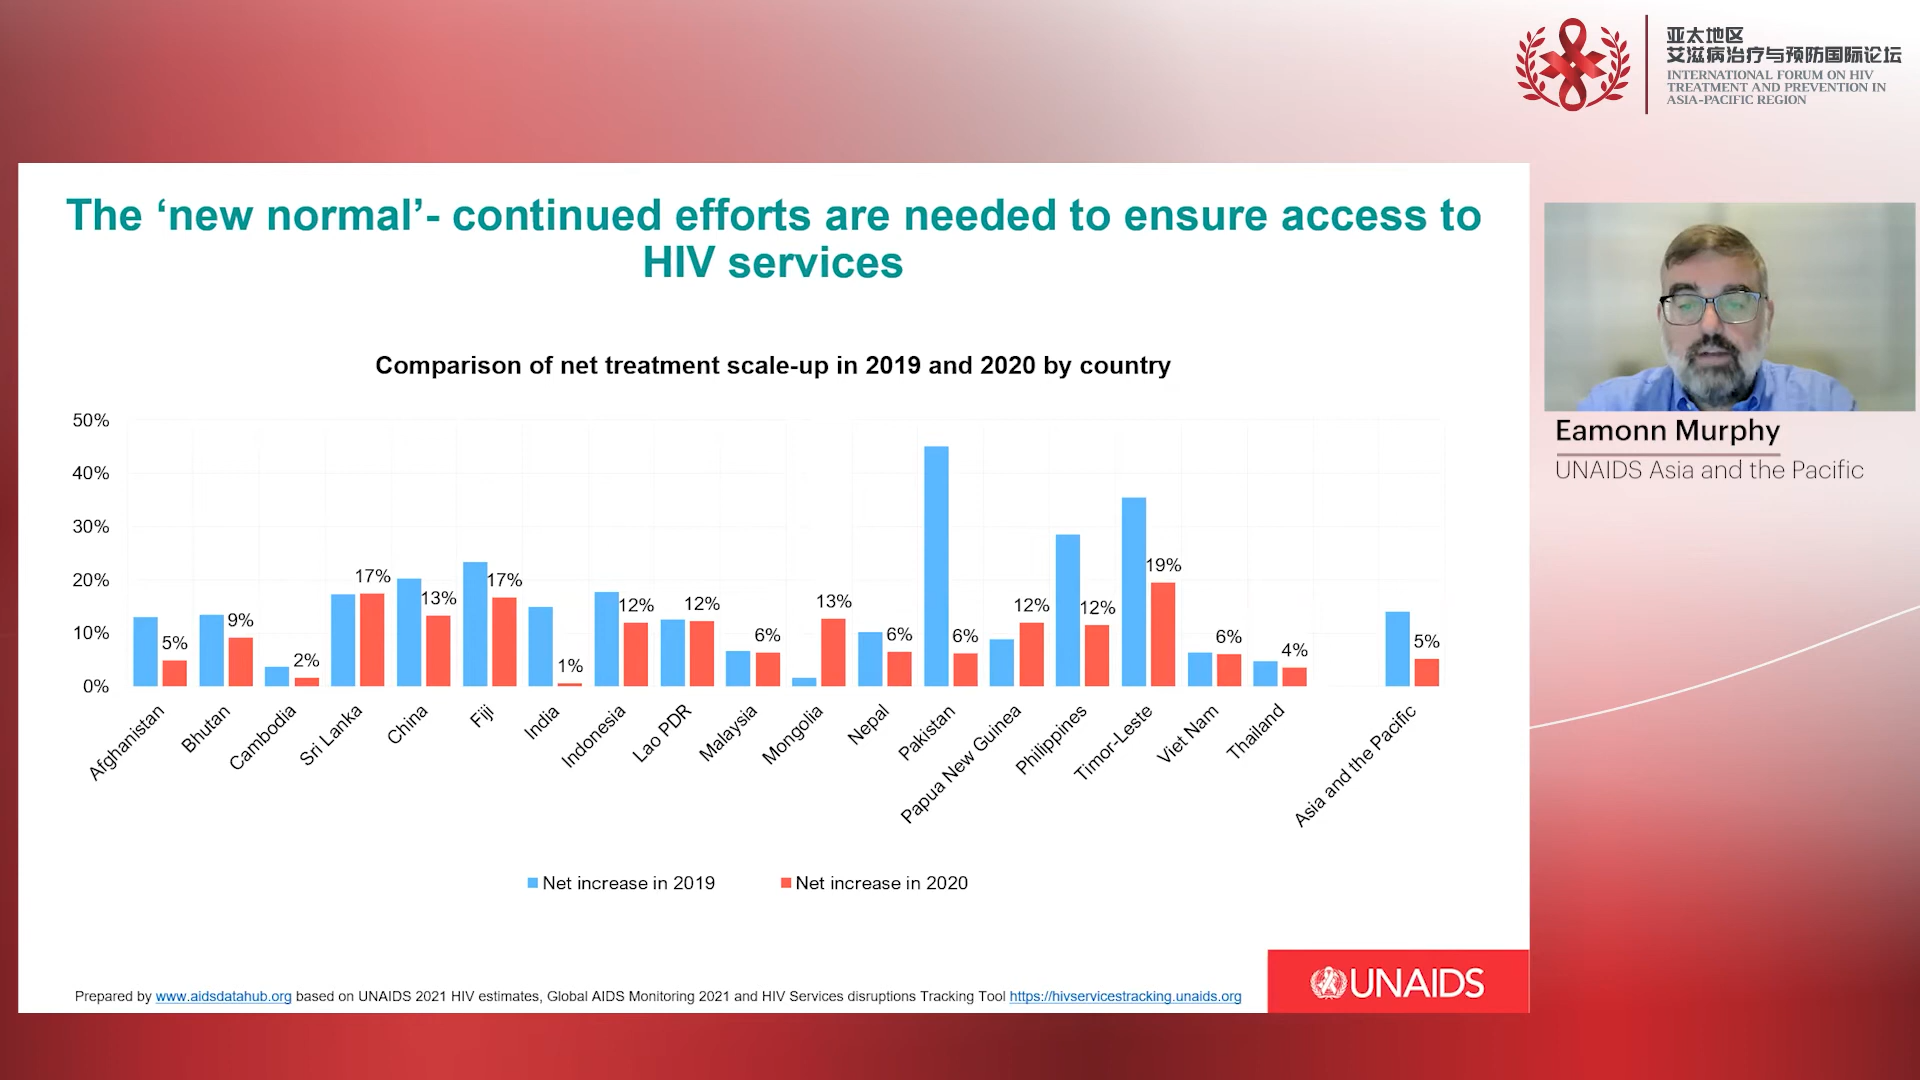 亚太地区
艾滋病治疗与预防国际论坛
INTERNATIONAL FORUM ON HIV
TREATMENT AND PREVENTION IN
ASIA-PACIFIC REGION
The ‘new normal’- continued efforts are needed to ensure access to
HIV services
Eamonn Murphy
UNAIDS Asia and the Pacific
Comparison of net treatment scale-up in 2019 and 2020 by country
50%
40%
30%
20%
10%
0%
5%
9%
2%
17%
13%
17%
1%
12%
12%
6%
13%
6%
6%
12%
12%
19%
6%
4%
5%
Afghanistan
Bhutan
Cambodia
Sri Lanka
China
Fiji
India
Indonesia
Lao PDR
Malaysia
Mongolia
Nepal
Pakistan
Papua New Guinea
Philippines
Timor-Leste
Viet Nam
Thailand
Asia and the Pacific
Net increase in 2019
Net increase in 2020
Prepared by www.aidsdatahub.org based on UNAIDS 2021 HIV estimates, Global AIDS Monitoring 2021 and HIV Services disruptions Tracking Tool https://hivservicestracking.unaids.org
UNAIDS